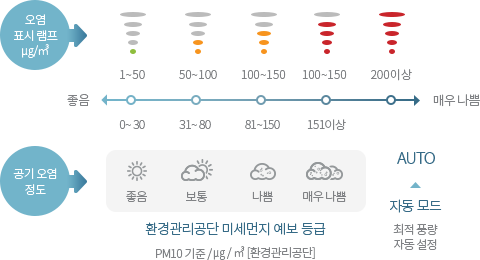 오염
표시 램프
μg/㎥
1~50
50~100
100~150
100~150
200이상
좋음
매우 나쁨
0~ 30
31~ 80
81~150
151이상
공기 오염
정도
좋음
보통
나쁨
매우 나쁨
AUTO
자동 모드
최적 풍량
자동 설정
환경관리공단 미세먼지 예보 등급
PM10 기준 /μg / ㎥ [환경관리공단]